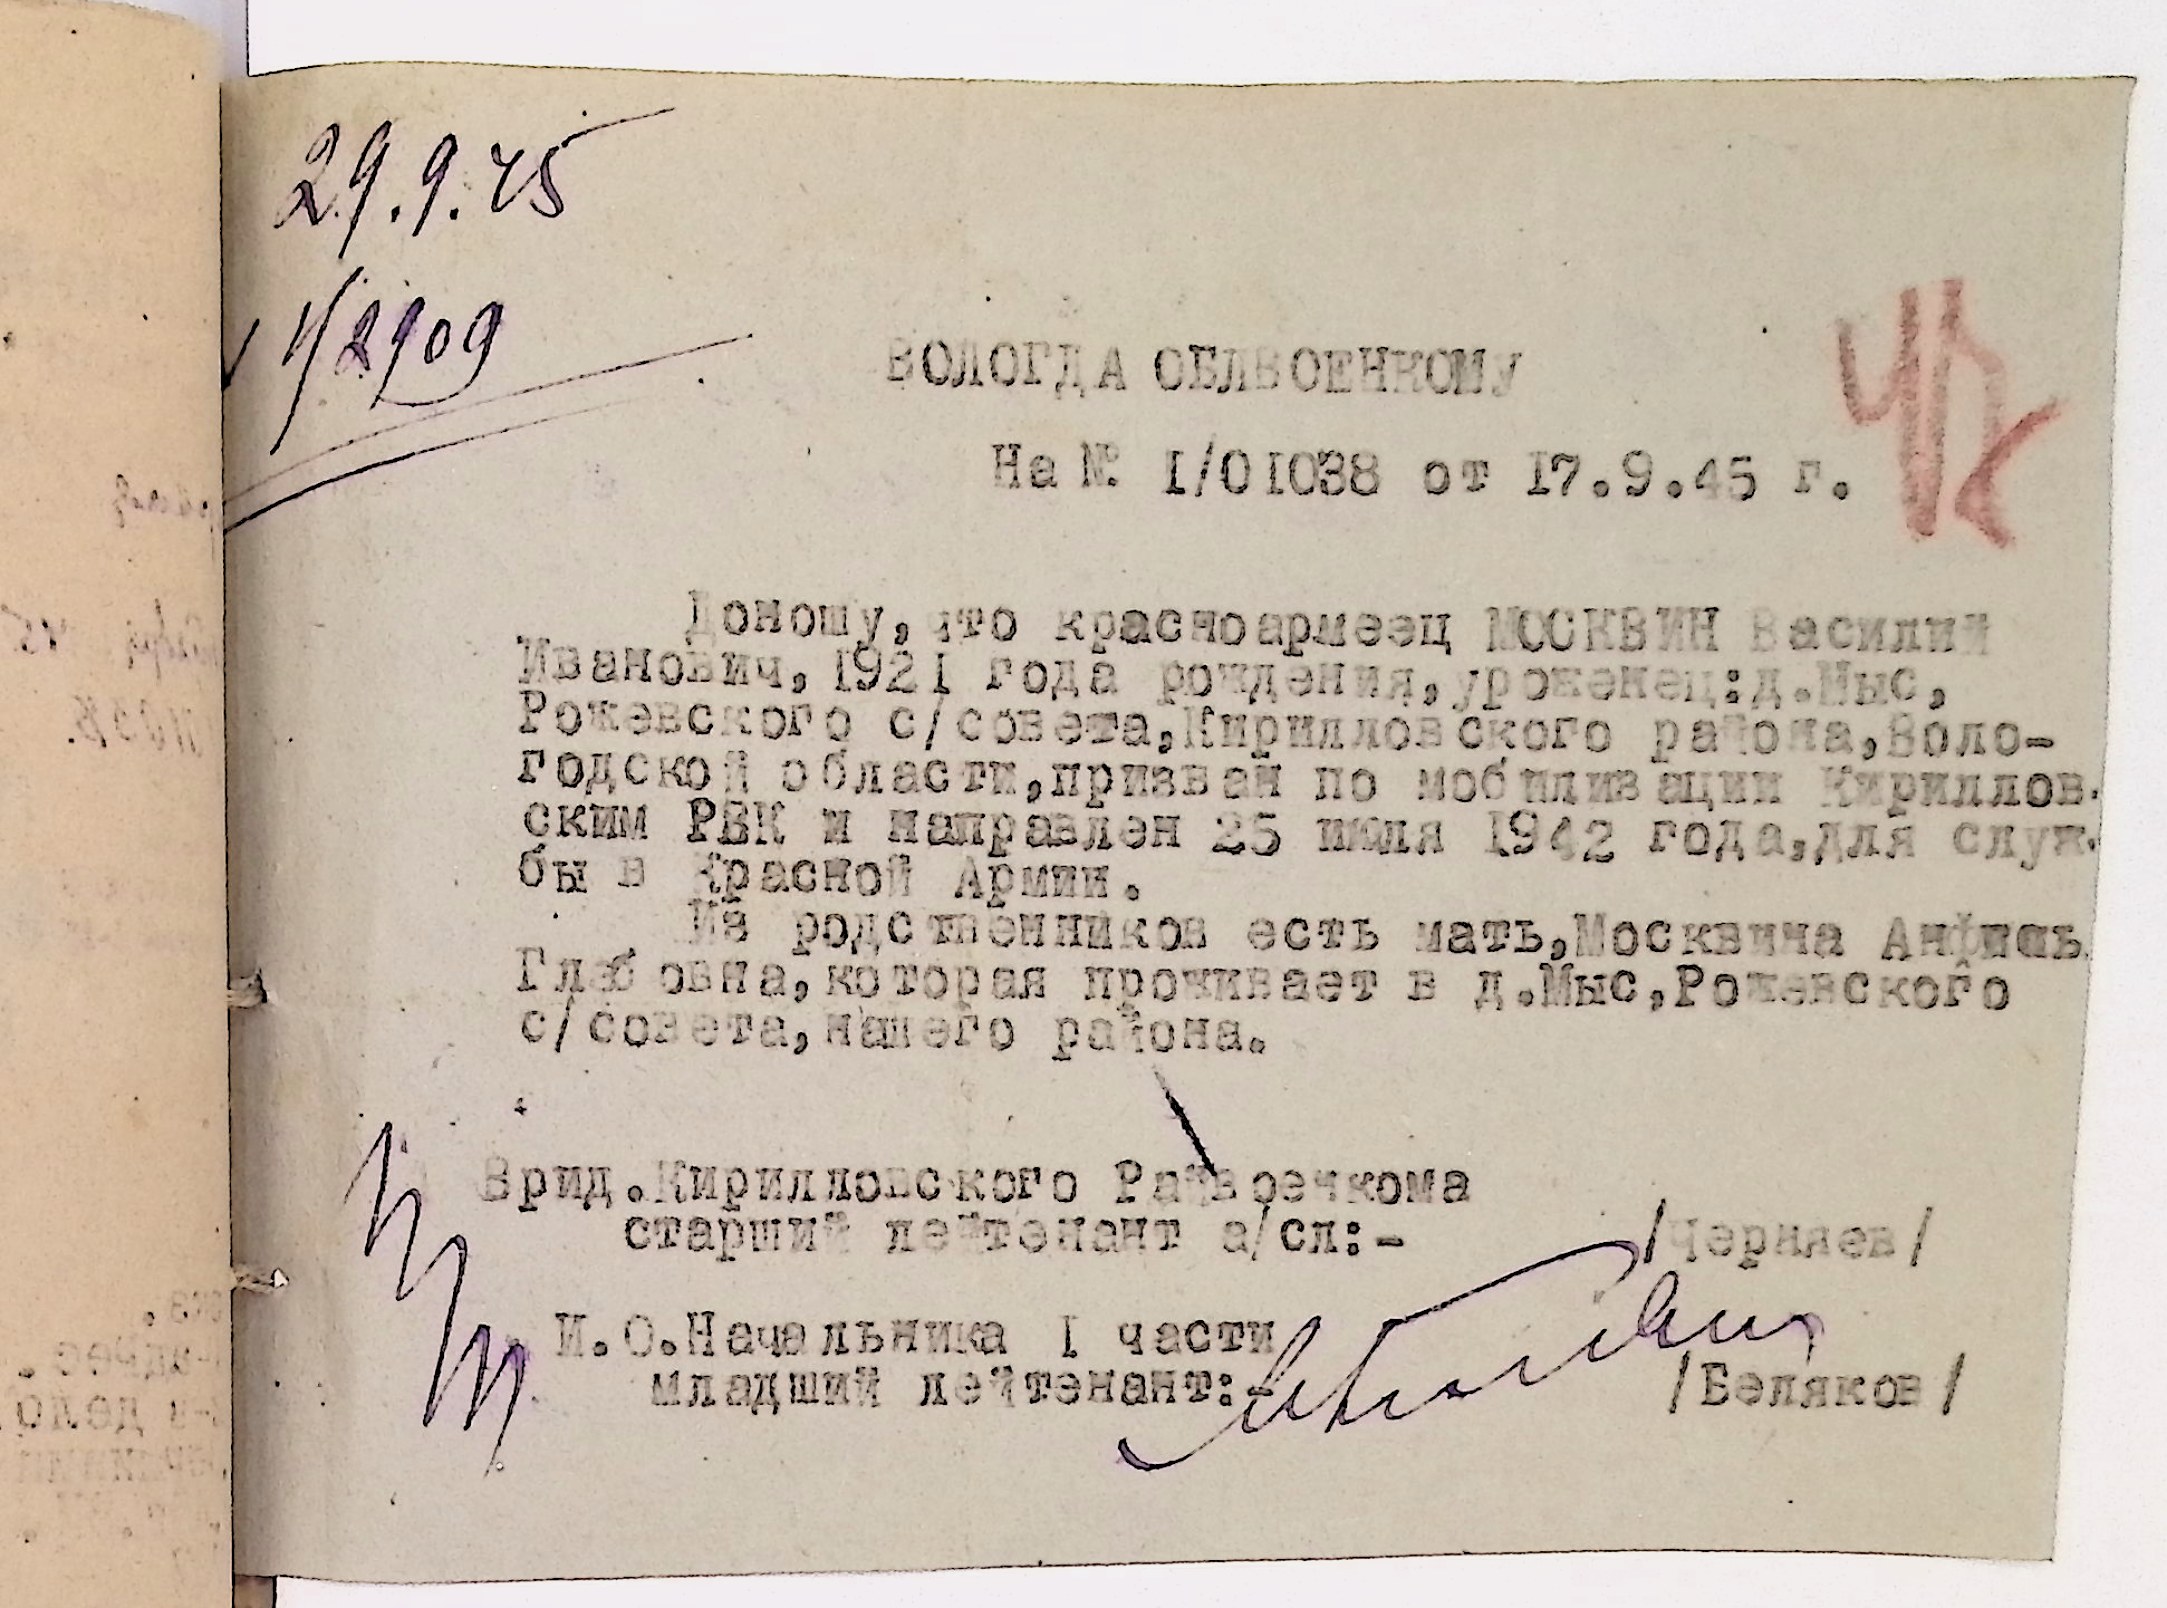 29.9.45
1/2909
ВОЛОГДА ОБЛВОЕНКОМУ
На № I/01038 от 17.9.45 г.
Доношу, что красноармеец МОСКВИН Василий
Иванович, 1921 года рождения, уроженец: д.Мыс,
Рожевского с/совета, Кирилловского района, Воло-
годской области, призван по мобилизации Кириллов-
ским РВК и направлен 25 июля 1942 года, для служ-
бы в Красной Армии.
Из родственников есть мать, Москвина
Глебовна, которая проживает в д.Мыс, Рожевского
с/совета, нашего района.
Врид.Кирилловского Райвоенкома
старший лейтенант а/сл:- /Черняев/
И.О.Начальника I части
младший лейтенант:- /Беляков/